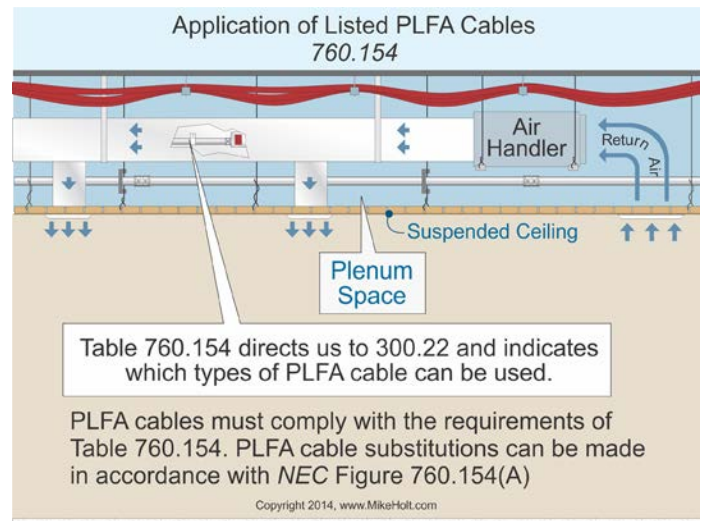 Application of Listed PLFA Cables
760.154
Air
Handler
Return Air
Suspended Ceiling
Plenum
Space
Table 760.154 directs us to 300.22 and indicates
which types of PLFA cable can be used.
PLFA cables must comply with the requirements of
Table 760.154. PLFA cable substitutions can be made
in accordance with NEC Figure 760.154(A)
Copyright 2014, www.MikeHolt.com